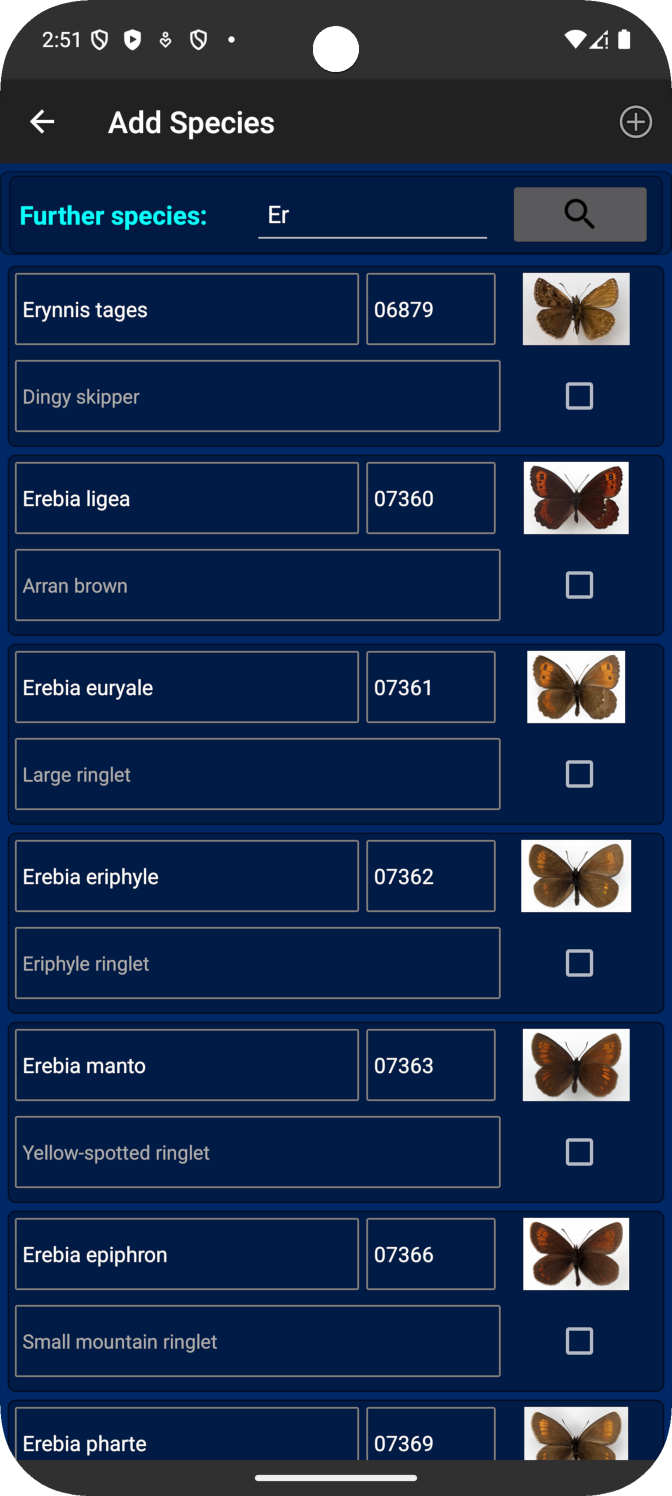 2:51
Add Species
Further species: Er
Erynnis tages 06879
Dingy skipper
Erebia ligea 07360
Arran brown
Erebia euryale 07361
Large ringlet
Erebia eriphyle 07362
Eriphyle ringlet
Erebia manto 07363
Yellow-spotted ringlet
Erebia epiphron 07366
Small mountain ringlet
Erebia pharte 07369